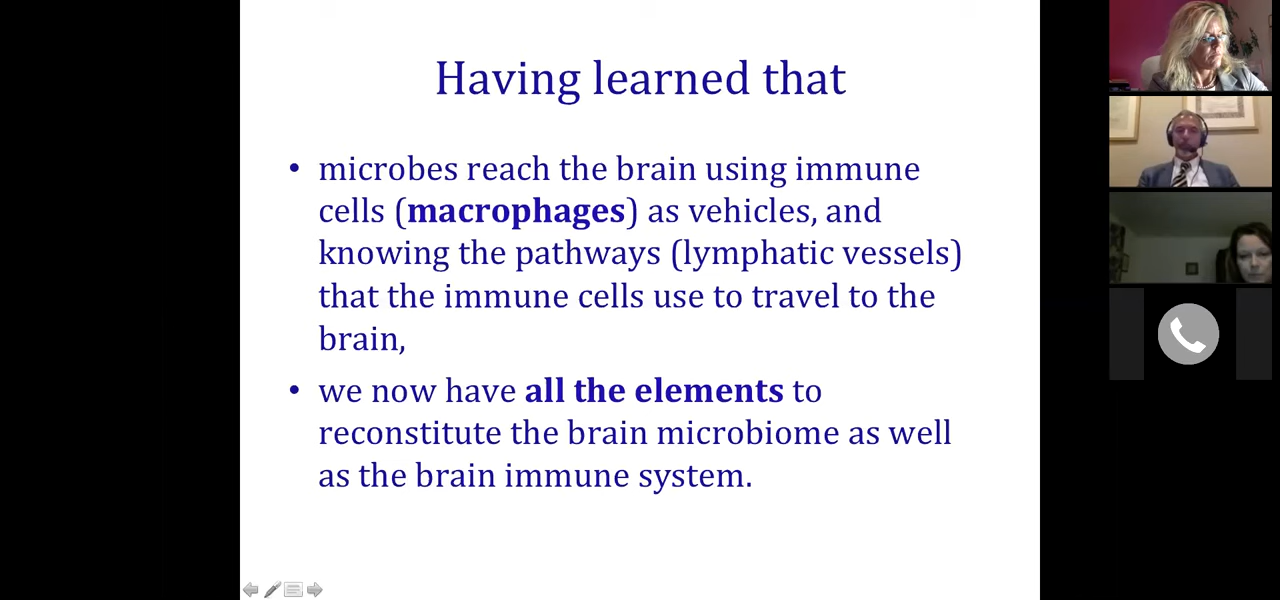 Having learned that
• microbes reach the brain using immune
cells (macrophages) as vehicles, and
knowing the pathways (lymphatic vessels)
that the immune cells use to travel to the
brain,
• we now have all the elements to
reconstitute the brain microbiome as well
as the brain immune system.